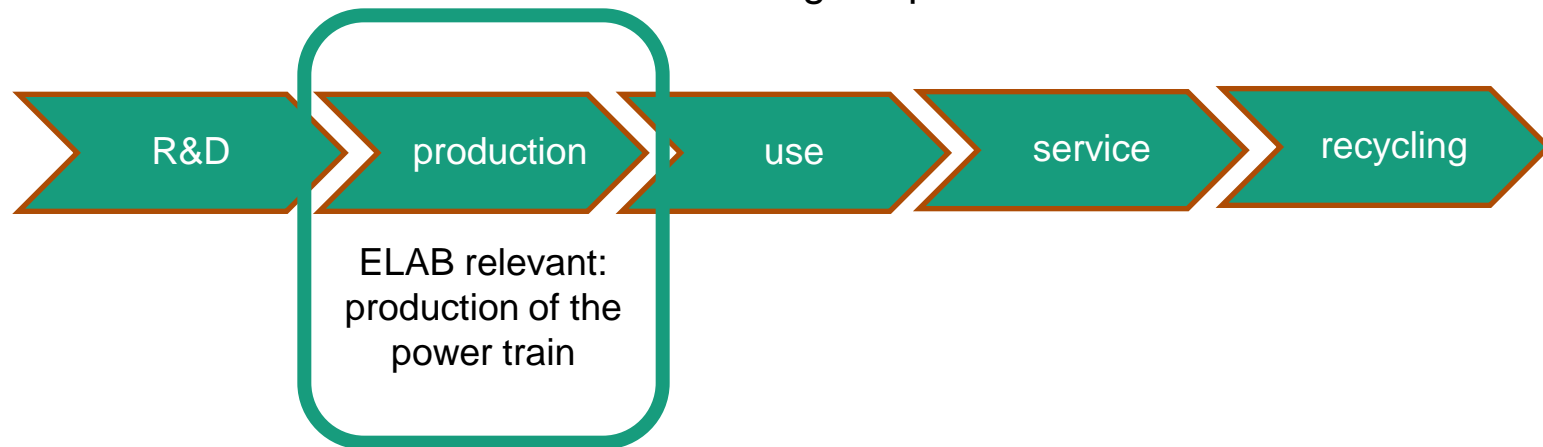 R&D
production
use
service
recycling
ELAB relevant:
production of the
power train